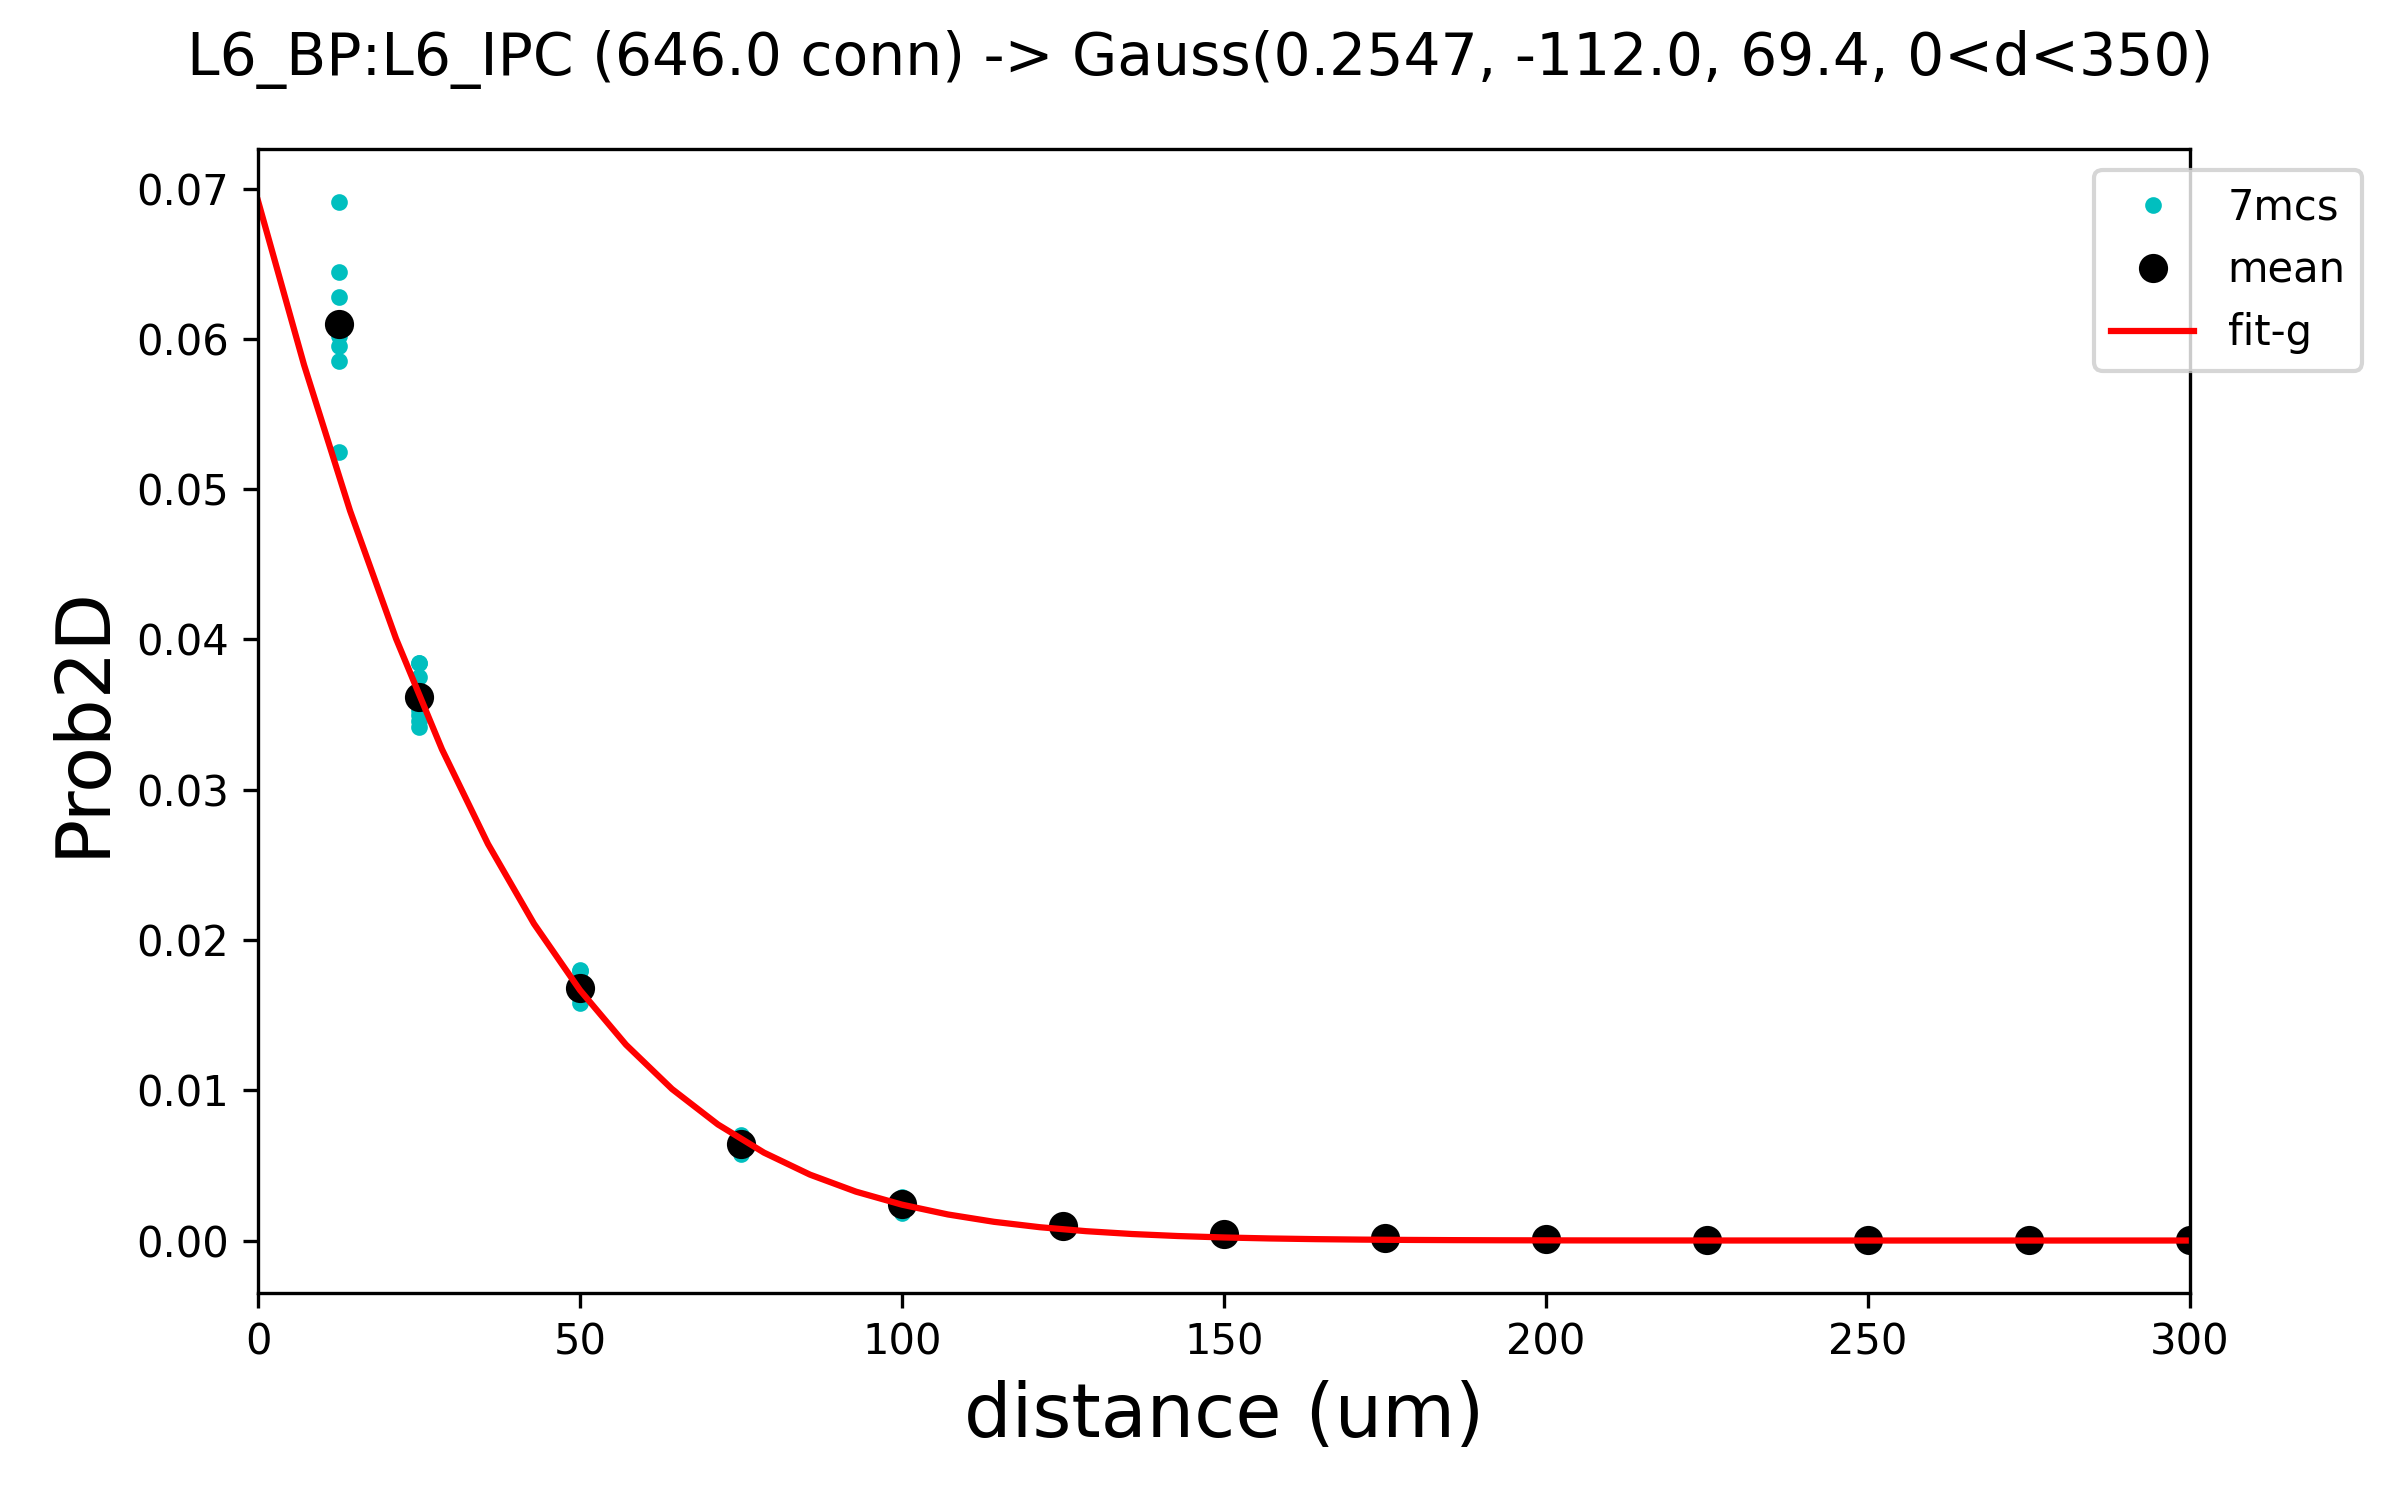 L6_BP:L6_IPC (646.0 conn) -> Gauss(0.2547, -112.0, 69.4, 0<d<350)
7mcs
mean
fit-g
Prob2D
0.07
0.06
0.05
0.04
0.03
0.02
0.01
0.00
0 50 100 150 200 250 300
distance (um)